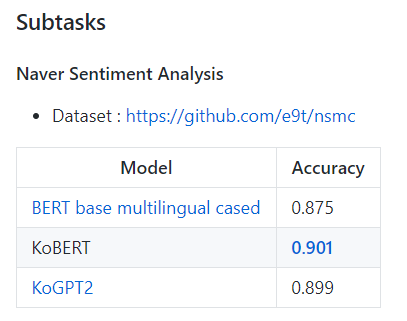 Subtasks
Naver Sentiment Analysis
Dataset : https://github.com/e9t/nsmc
Model Accuracy
BERT base multilingual cased 0.875
KoBERT 0.901
KoGPT2 0.899